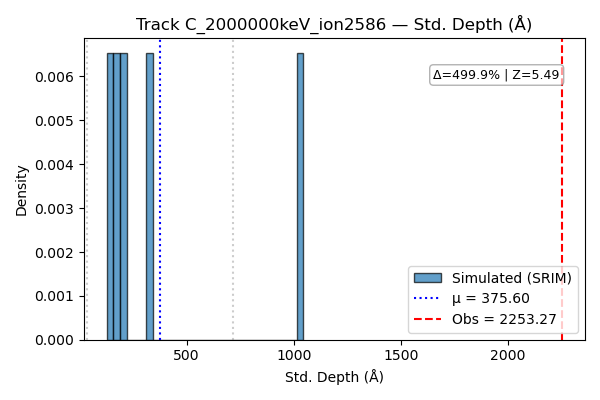 Track C_2000000keV_ion2586 — Std. Depth (Å)
Δ=499.9% | Z=5.49
0.006
0.005
0.004
0.003
0.002
0.001
0.000
Density
Simulated (SRIM)
μ = 375.60
Obs = 2253.27
500 1000 1500 2000
Std. Depth (Å)